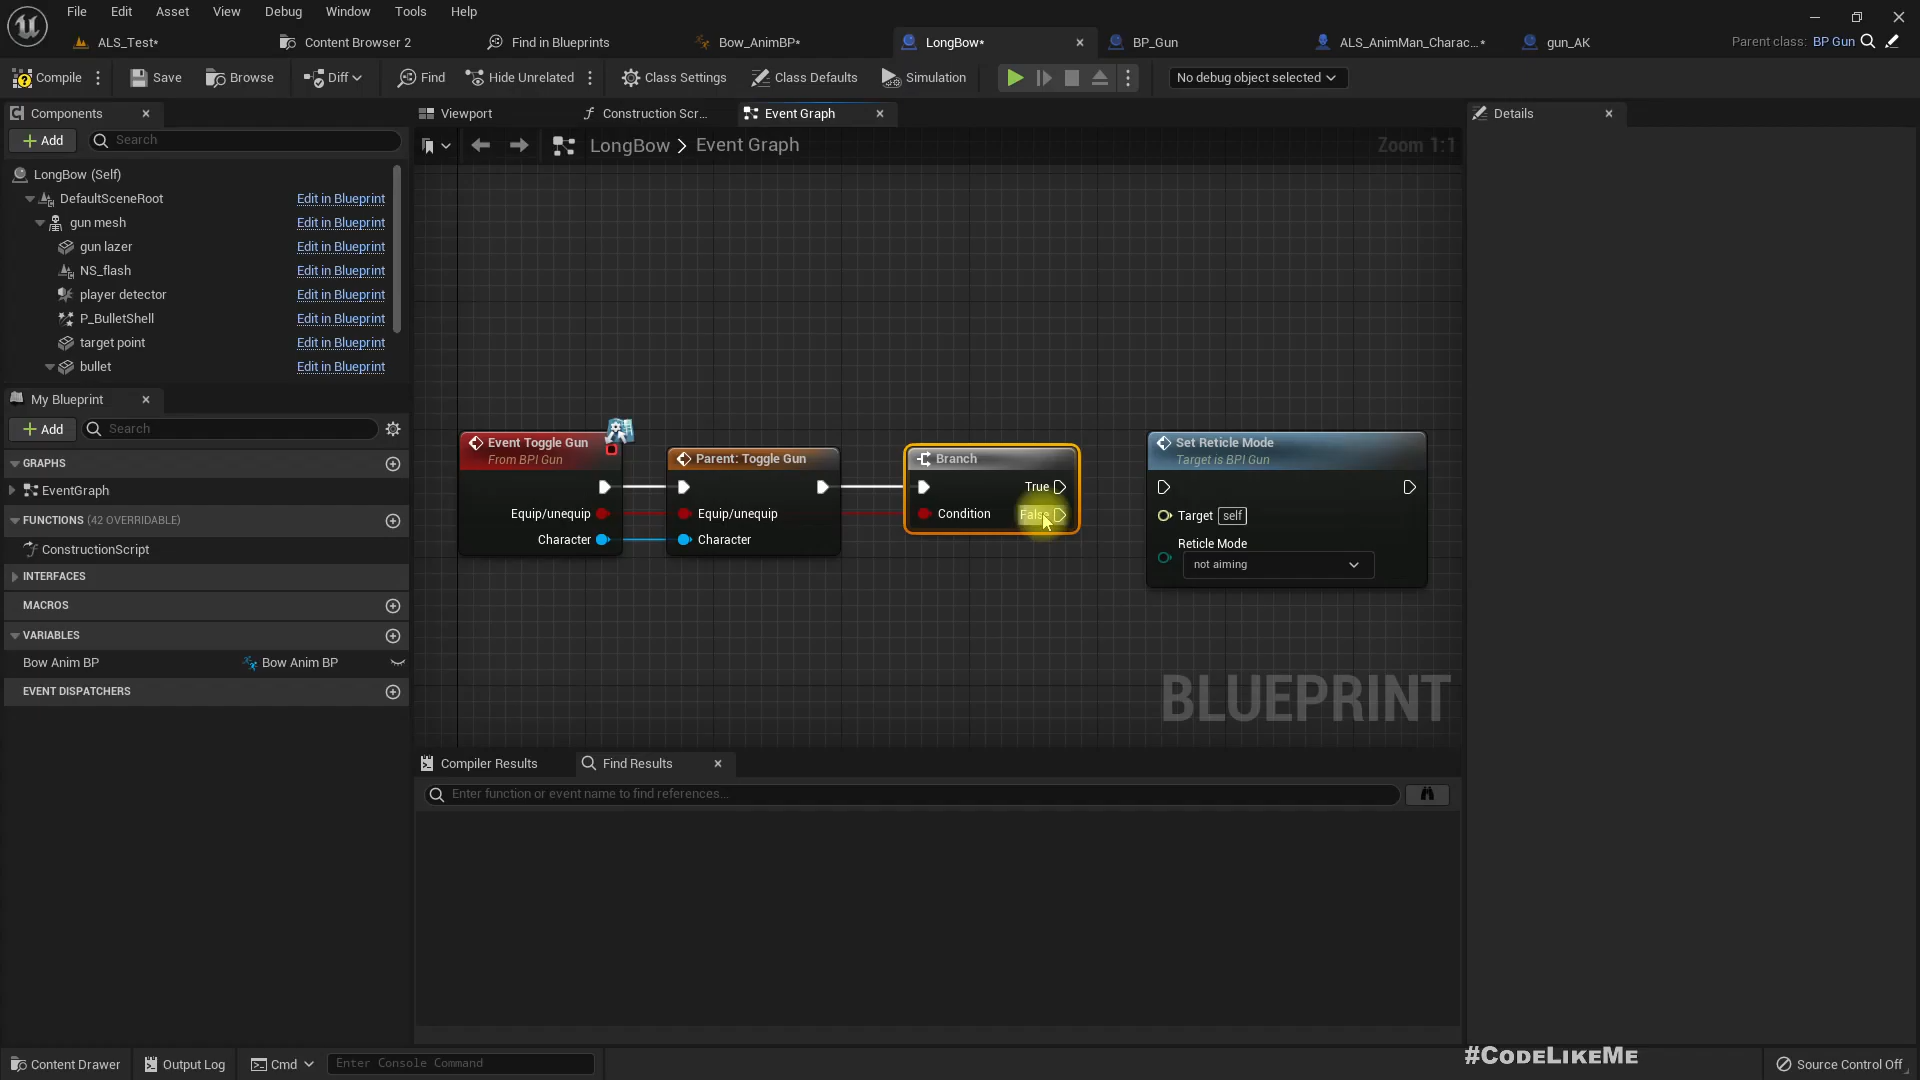 File Edit Asset View Debug Window Tools Help
ALS_Test* Content Browser 2 Find in Blueprints Bow_AnimBP* LongBow* BP_Gun ALS_AnimMan_Charac...* gun_AK Parent class: BP Gun
Compile Save Browse Diff Find Hide Unrelated Class Settings Class Defaults Simulation No debug object selected
Components Viewport Construction Scr... Event Graph Details
Add Search
LongBow > Event Graph Zoom 1:1
LongBow (Self)
DefaultSceneRoot Edit in Blueprint
gun mesh Edit in Blueprint
gun lazer Edit in Blueprint
NS_flash Edit in Blueprint
player detector Edit in Blueprint
P_BulletShell Edit in Blueprint
target point Edit in Blueprint
bullet Edit in Blueprint
My Blueprint
Add Search
GRAPHS
EventGraph
FUNCTIONS (42 OVERRIDABLE)
ConstructionScript
INTERFACES
MACROS
VARIABLES
Bow Anim BP Bow Anim BP
EVENT DISPATCHERS
Event Toggle Gun
From BPI Gun
Equip/unequip
Character
Parent: Toggle Gun
Equip/unequip
Character
Branch
True
Condition False
Set Reticle Mode
Target is BPI Gun
Target self
Reticle Mode
not aiming
BLUEPRINT
Compiler Results Find Results
Enter function or event name to find references...
#CodeLikeMe
Content Drawer Output Log Cmd Enter Console Command Source Control Off